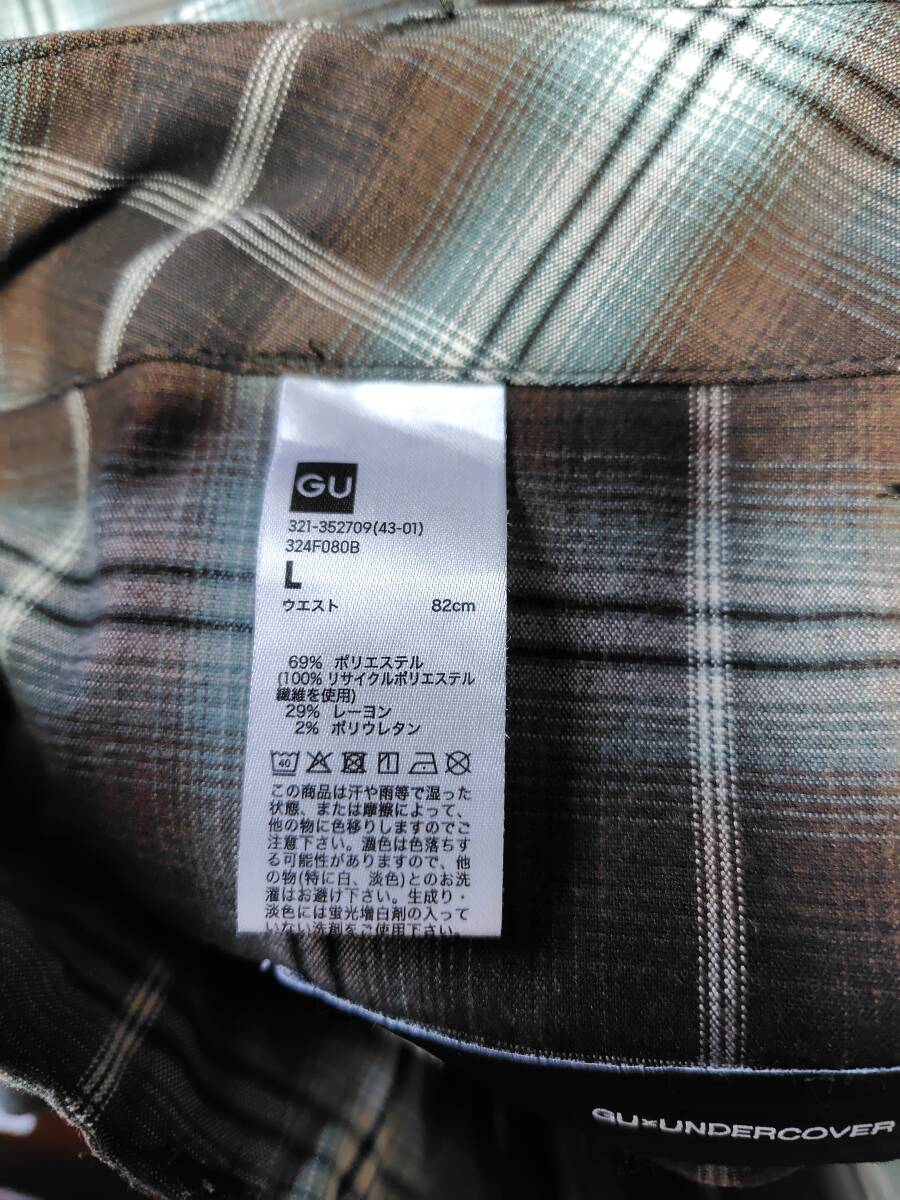 GU
321-352709(43-01)
324F080B
L
ウエスト 82cm
69% ポリエステル
(100% リサイクルポリエステル
繊維を使用)
29% レーヨン
2% ポリウレタン
40
この商品は汗や雨等で湿った
状態、または摩擦によって、
他の物に色移りしますのでご
注意下さい。濃色は色落ちす
る可能性がありますので、他
の物(特に白、淡色)とのお洗
濯はお避け下さい。生成り・
淡色には蛍光増白剤の入って
いない洗剤をご使用下さい。
GU×UNDERCOVER